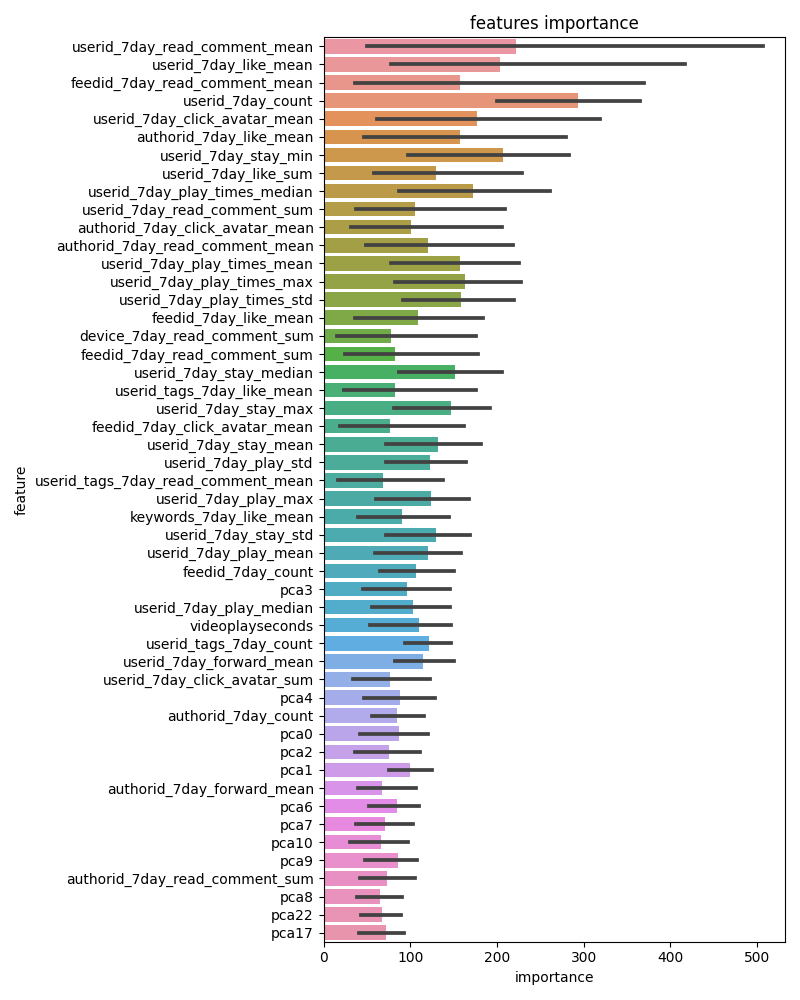 features importance
userid_7day_read_comment_mean
userid_7day_like_mean
feedid_7day_read_comment_mean
userid_7day_count
userid_7day_click_avatar_mean
authorid_7day_like_mean
userid_7day_stay_min
userid_7day_like_sum
userid_7day_play_times_median
userid_7day_read_comment_sum
authorid_7day_click_avatar_mean
authorid_7day_read_comment_mean
userid_7day_play_times_mean
userid_7day_play_times_max
userid_7day_play_times_std
feedid_7day_like_mean
device_7day_read_comment_sum
feedid_7day_read_comment_sum
userid_7day_stay_median
userid_tags_7day_like_mean
userid_7day_stay_max
feedid_7day_click_avatar_mean
userid_7day_stay_mean
userid_7day_play_std
userid_tags_7day_read_comment_mean
userid_7day_play_max
keywords_7day_like_mean
userid_7day_stay_std
userid_7day_play_mean
feedid_7day_count
pca3
userid_7day_play_median
videoplayseconds
userid_tags_7day_count
userid_7day_forward_mean
userid_7day_click_avatar_sum
pca4
authorid_7day_count
pca0
pca2
pca1
authorid_7day_forward_mean
pca6
pca7
pca10
pca9
authorid_7day_read_comment_sum
pca8
pca22
pca17
feature
0 100 200 300 400 500
importance